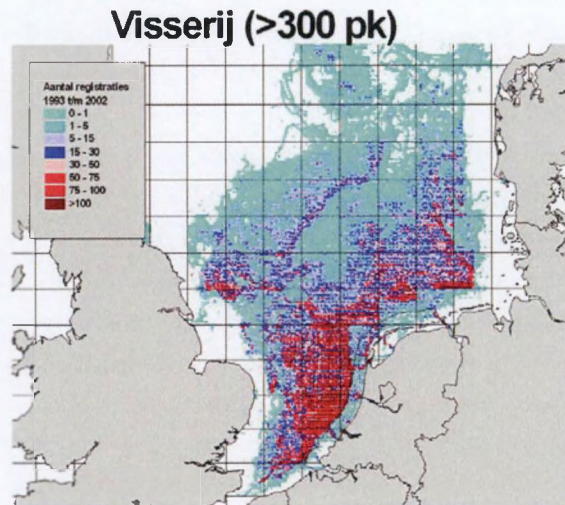 Visserij (>300 pk)
Aantal registraties
1993 t/m 2002
0 - 1
1 - 5
5 - 15
15 - 30
30 - 50
50 - 75
75 - 100
>100